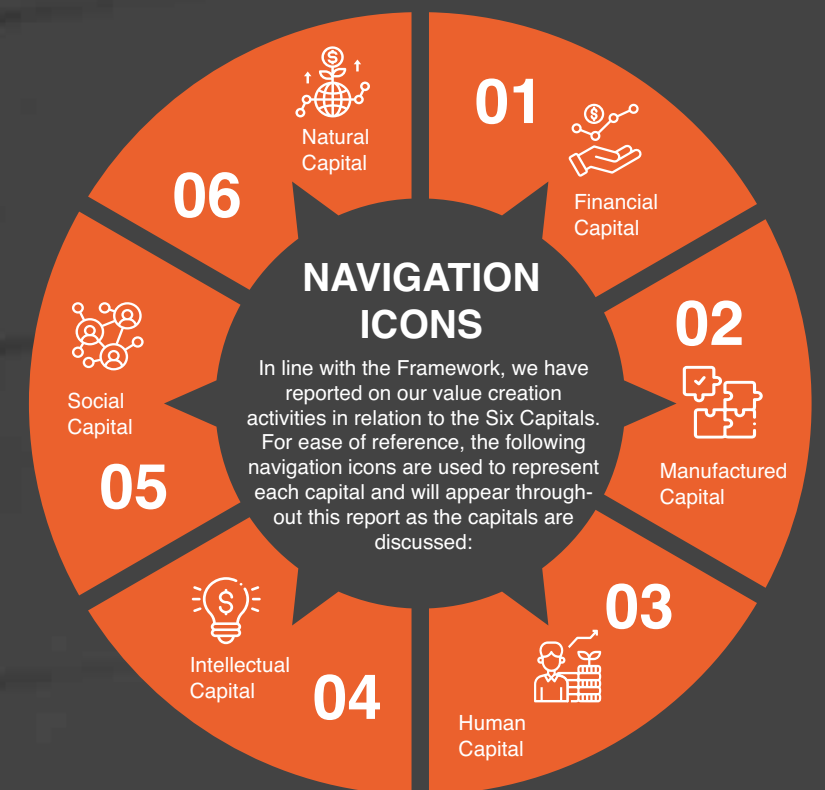 NAVIGATION
ICONS
In line with the Framework, we have
reported on our value creation
activities in relation to the Six Capitals.
For ease of reference, the following
navigation icons are used to represent
each capital and will appear through-
out this report as the capitals are
discussed:
01
Financial
Capital
02
Manufactured
Capital
03
Human
Capital
04
Intellectual
Capital
05
Social
Capital
06
Natural
Capital